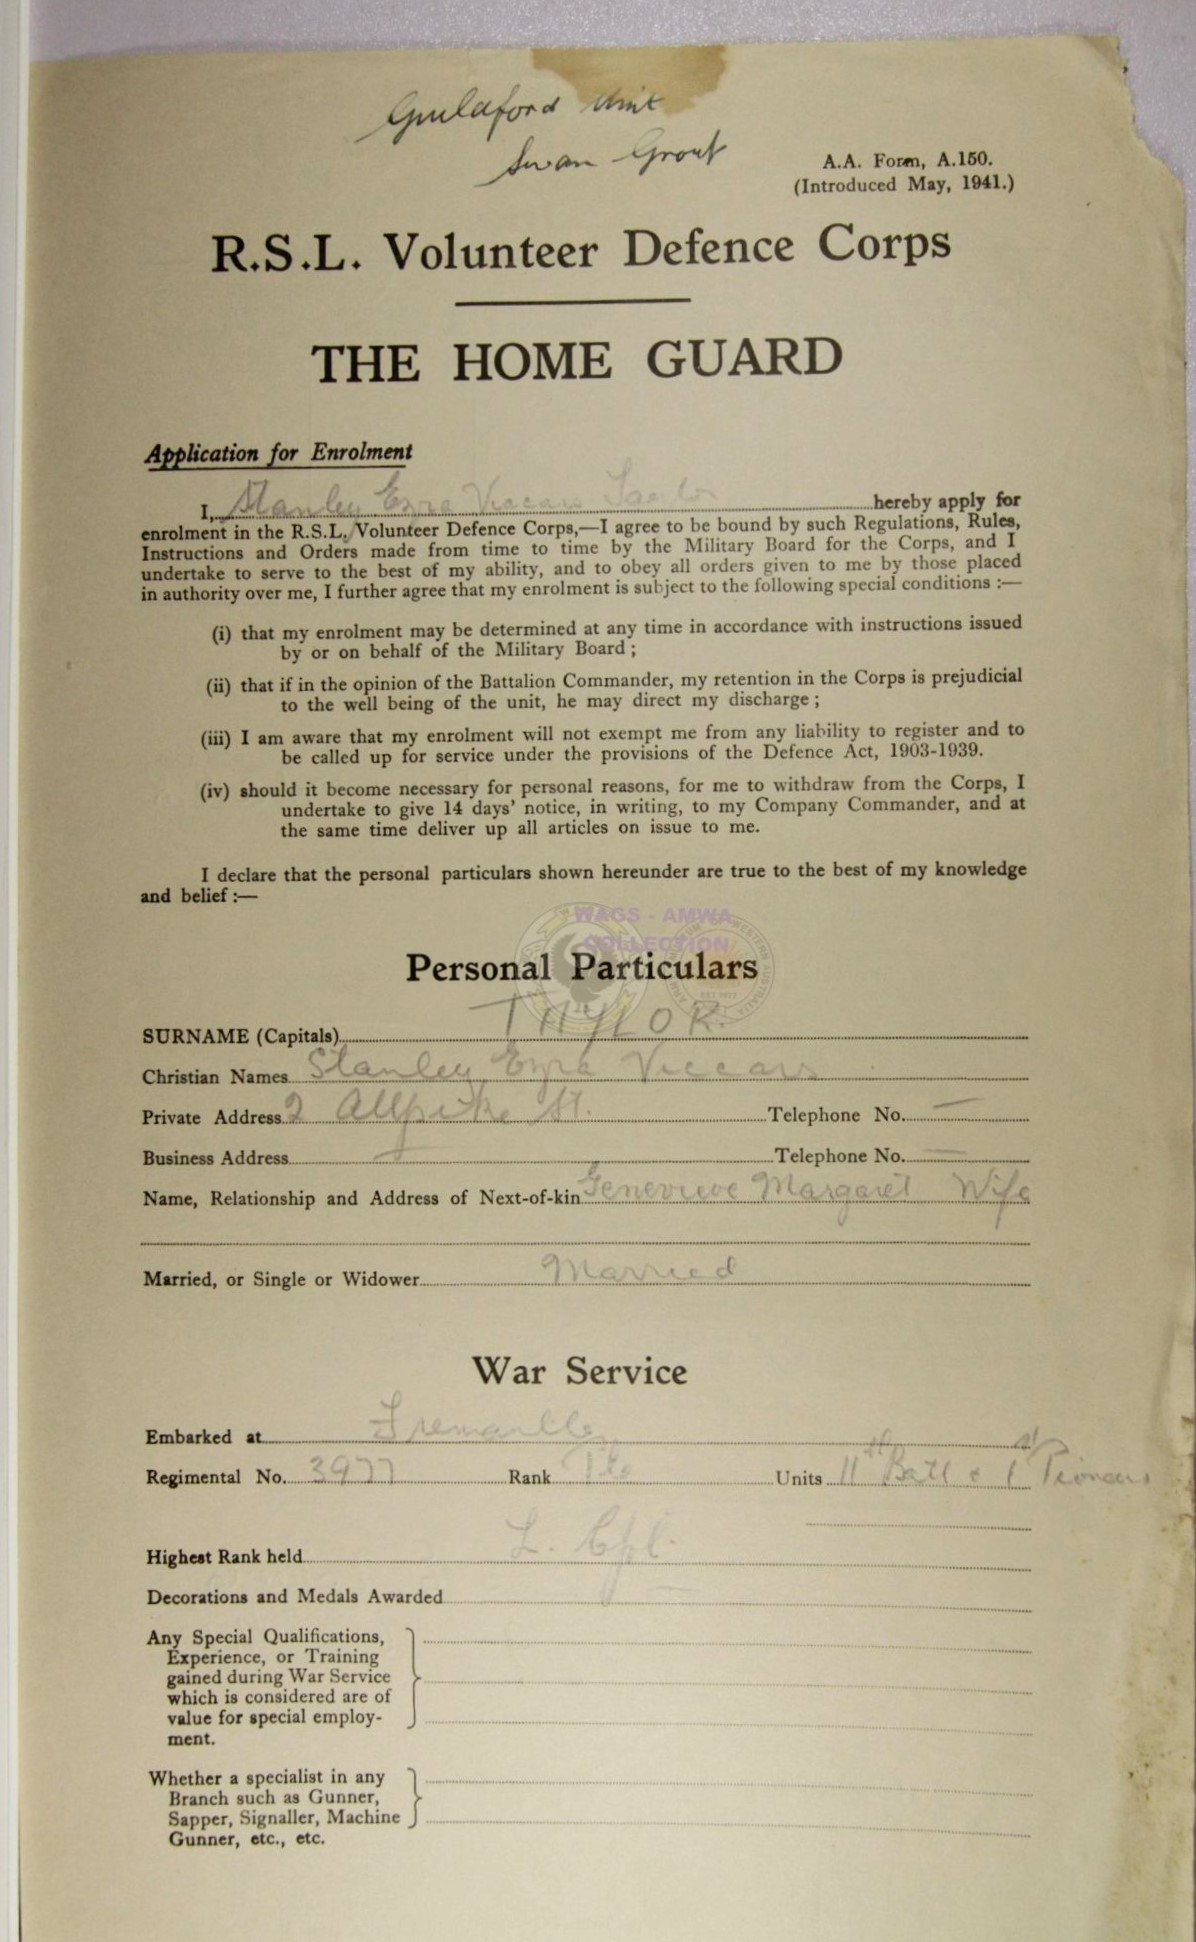 Guildford Unit
Swan Group
A.A. Form, A.150.
(Introduced May, 1941.)
R.S.L. Volunteer Defence Corps
THE HOME GUARD
Application for Enrolment
I, Stanley Ezra Viccars Taylor hereby apply for
enrolment in the R.S.L. Volunteer Defence Corps,—I agree to be bound by such Regulations, Rules,
Instructions and Orders made from time to time by the Military Board for the Corps, and I
undertake to serve to the best of my ability, and to obey all orders given to me by those placed
in authority over me, I further agree that my enrolment is subject to the following special conditions :—
(i) that my enrolment may be determined at any time in accordance with instructions issued
by or on behalf of the Military Board ;
(ii) that if in the opinion of the Battalion Commander, my retention in the Corps is prejudicial
to the well being of the unit, he may direct my discharge ;
(iii) I am aware that my enrolment will not exempt me from any liability to register and to
be called up for service under the provisions of the Defence Act, 1903-1939.
(iv) should it become necessary for personal reasons, for me to withdraw from the Corps, I
undertake to give 14 days' notice, in writing, to my Company Commander, and at
the same time deliver up all articles on issue to me.
I declare that the personal particulars shown hereunder are true to the best of my knowledge
and belief :—
WAGS - AMWA
COLLECTION
Personal Particulars
SURNAME (Capitals) TAYLOR.
Christian Names Stanley Ezra Viccars
Private Address 2 Allpike St. Telephone No. —
Business Address — Telephone No. —
Name, Relationship and Address of Next-of-kin Genevieve Margaret Wife
Married, or Single or Widower Married
War Service
Embarked at Fremantle
Regimental No. 3977 Rank Pte Units 11th Batt & 1st Pioneers
Highest Rank held L. Cpl.
Decorations and Medals Awarded —
Any Special Qualifications,
Experience, or Training
gained during War Service
which is considered are of
value for special employ-
ment.
Whether a specialist in any
Branch such as Gunner,
Sapper, Signaller, Machine
Gunner, etc., etc.